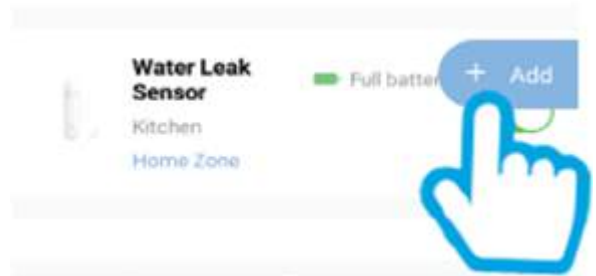 Water Leak
Sensor
Full batter
+ Add
Kitchen
Home Zone